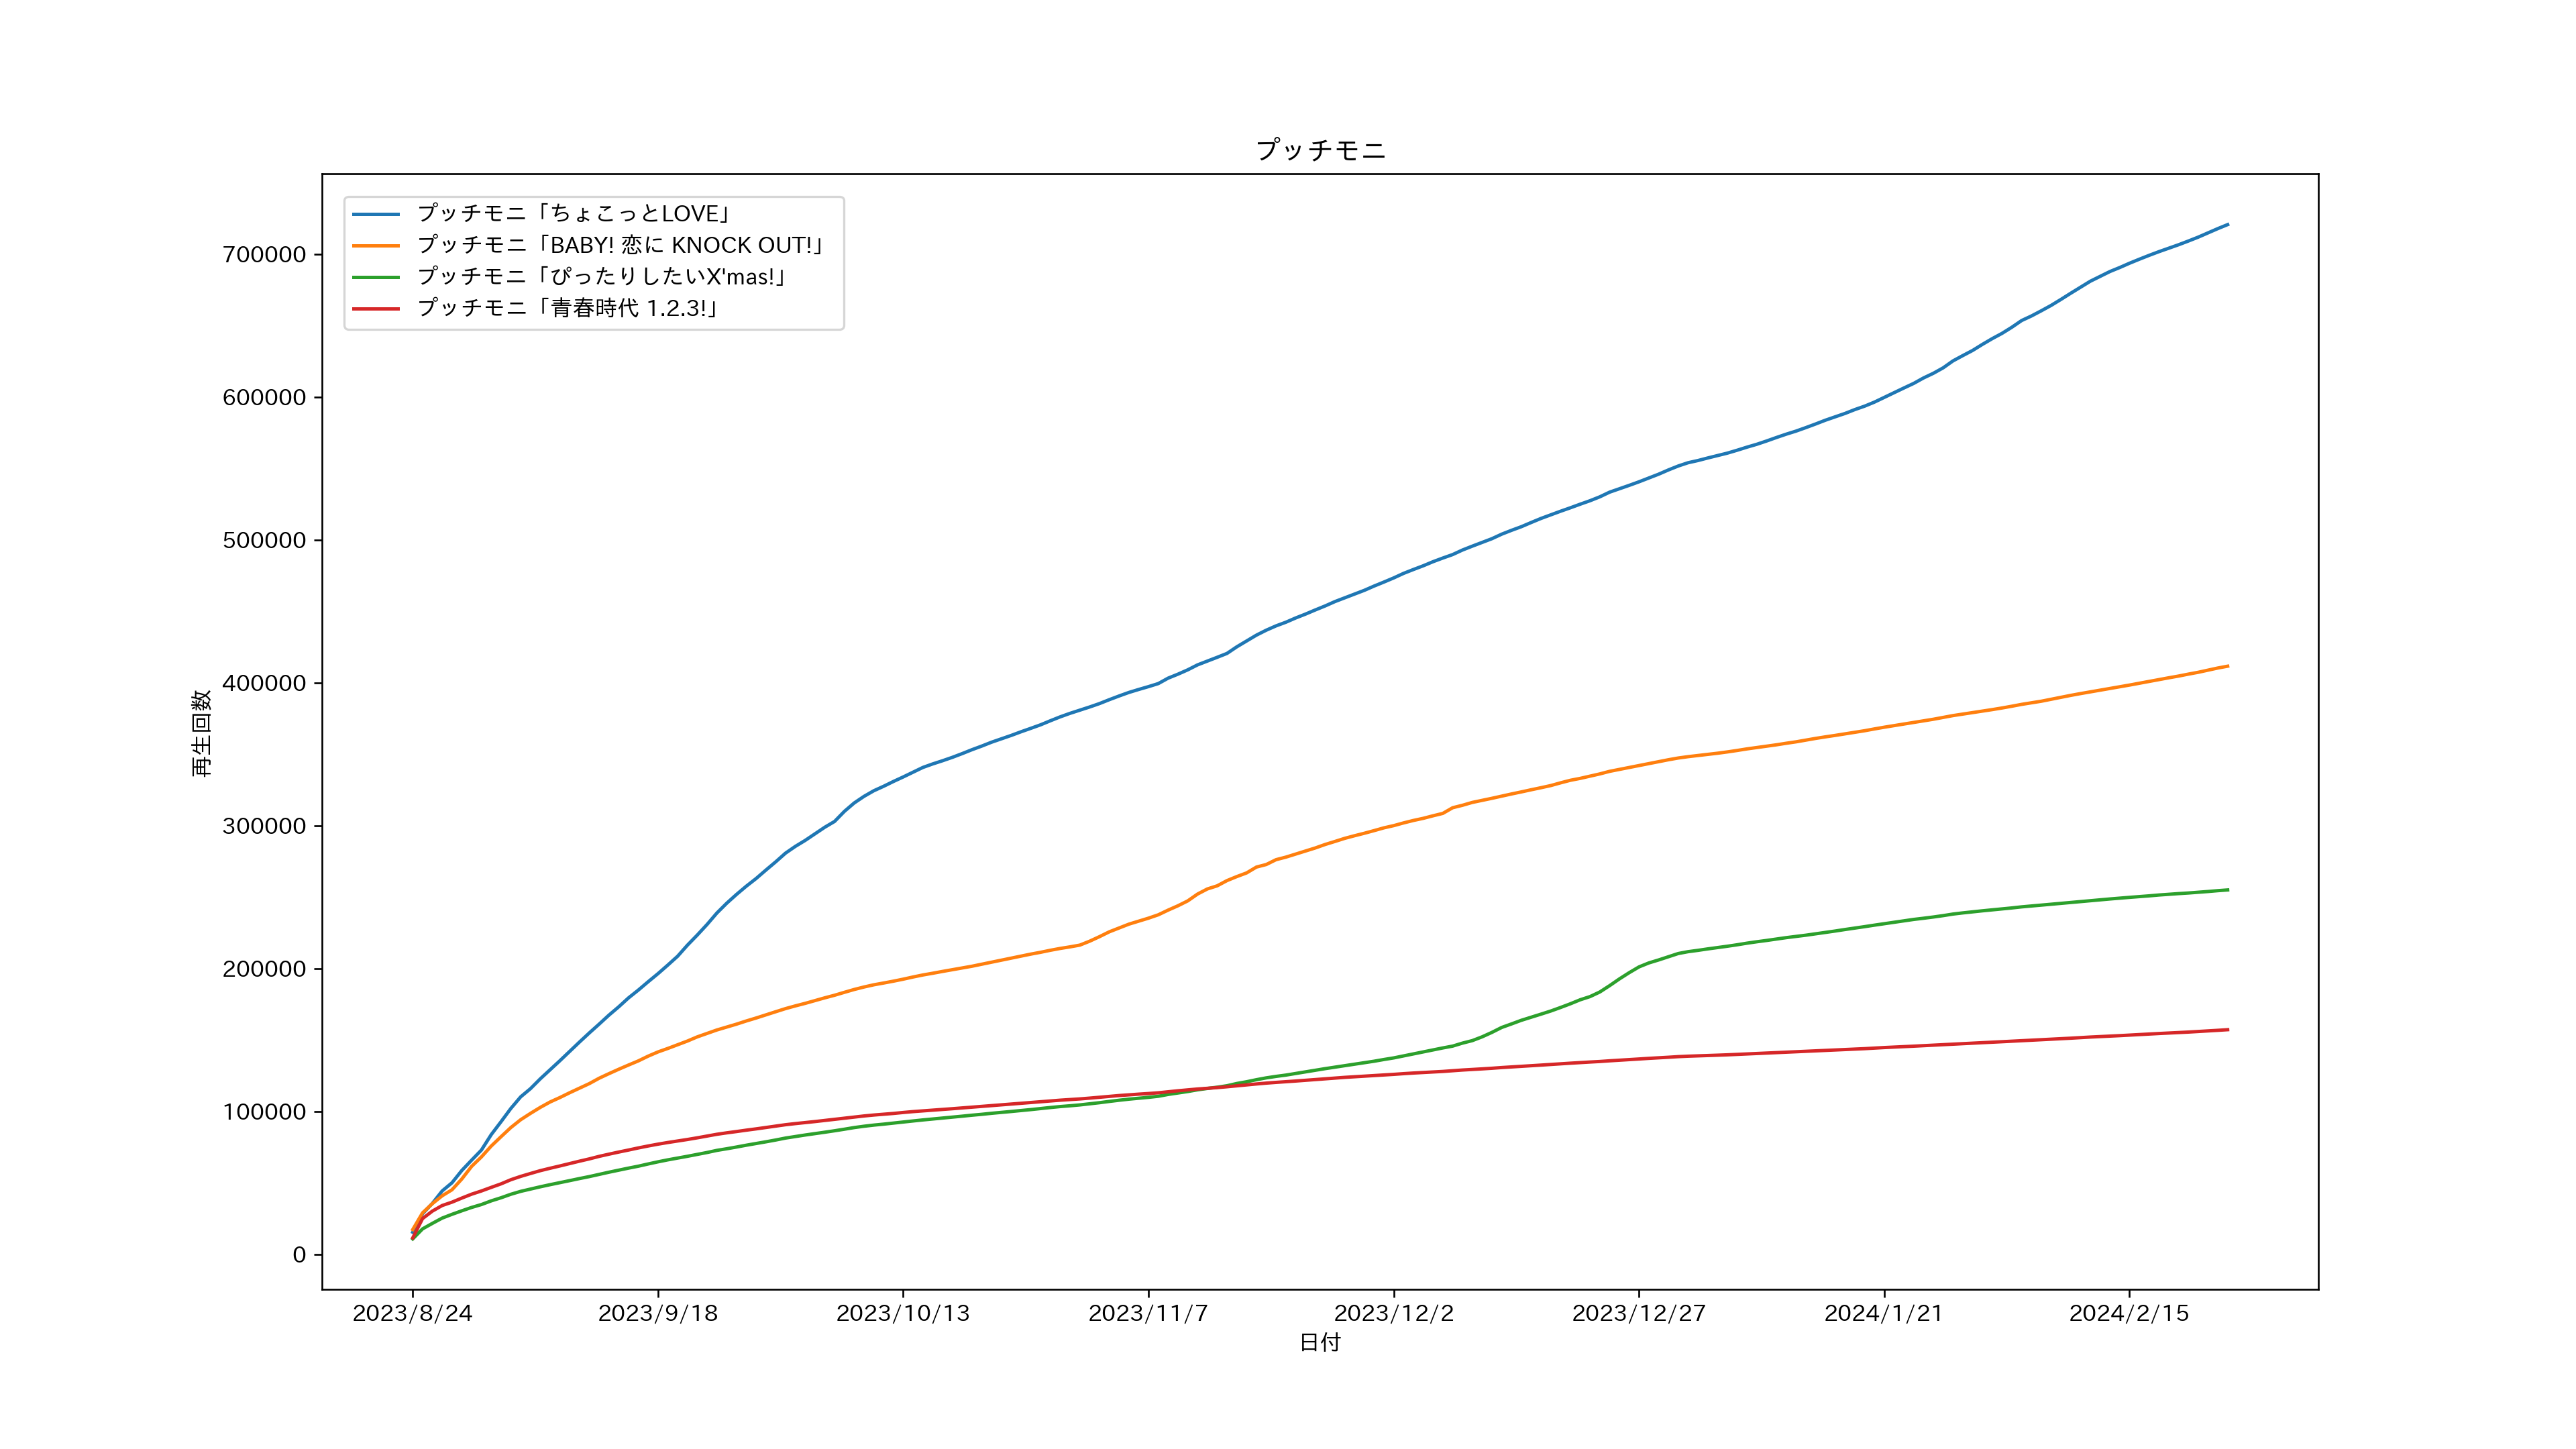 プッチモニ
プッチモニ「ちょこっとLOVE」
プッチモニ「BABY! 恋に KNOCK OUT!」
プッチモニ「ぴったりしたいX'mas!」
プッチモニ「青春時代 1.2.3!」
再生回数
700000
600000
500000
400000
300000
200000
100000
0
2023/8/24 2023/9/18 2023/10/13 2023/11/7 2023/12/2 2023/12/27 2024/1/21 2024/2/15
日付